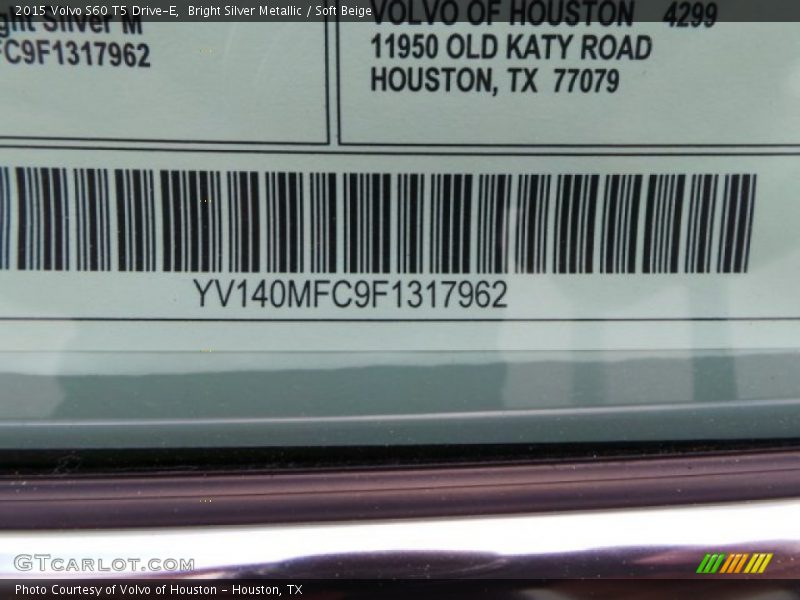 2015 Volvo S60 T5 Drive-E, Bright Silver Metallic / Soft Beige
VOLVO OF HOUSTON 4299
11950 OLD KATY ROAD
HOUSTON, TX 77079
ght Silver M
FC9F1317962
YV140MFC9F1317962
GTCARLOT.COM
Photo Courtesy of Volvo of Houston - Houston, TX